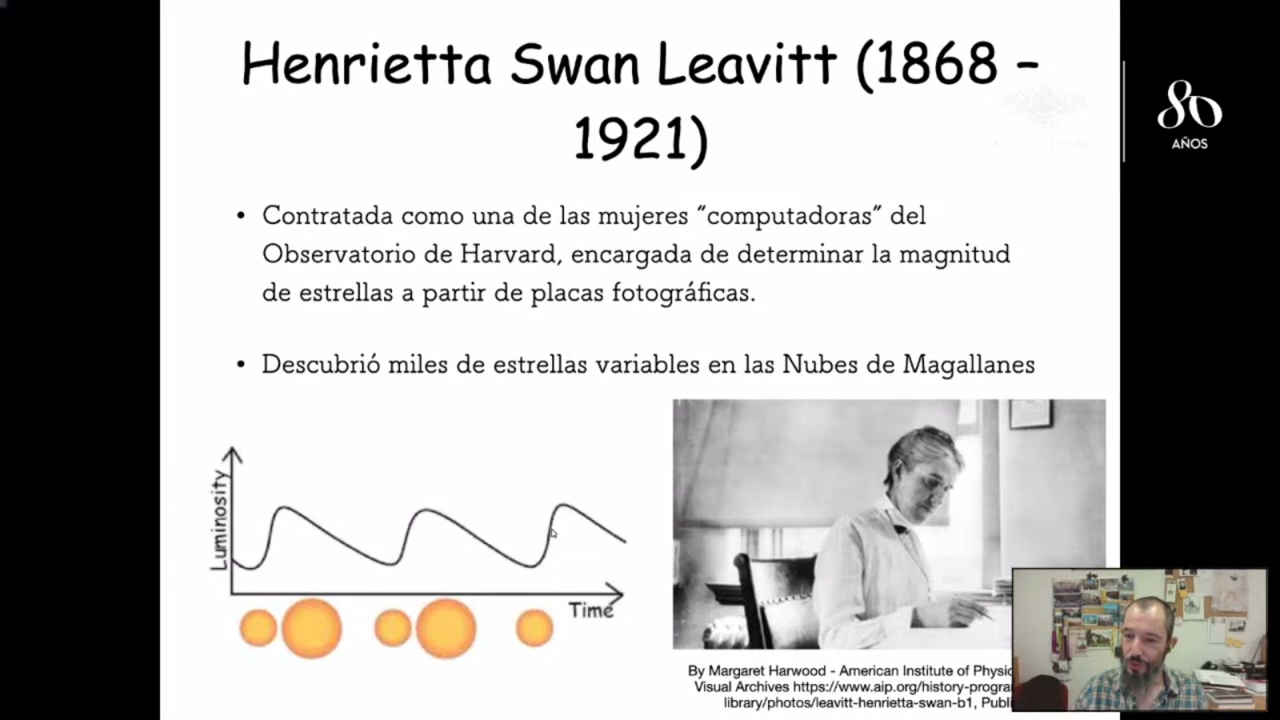 Henrietta Swan Leavitt (1868 –
1921)
80
AÑOS
• Contratada como una de las mujeres “computadoras” del
Observatorio de Harvard, encargada de determinar la magnitud
de estrellas a partir de placas fotográficas.
• Descubrió miles de estrellas variables en las Nubes de Magallanes
Luminosity
Time
By Margaret Harwood - American Institute of Physic
Visual Archives https://www.aip.org/history-progra
library/photos/leavitt-henrietta-swan-b1, Publi